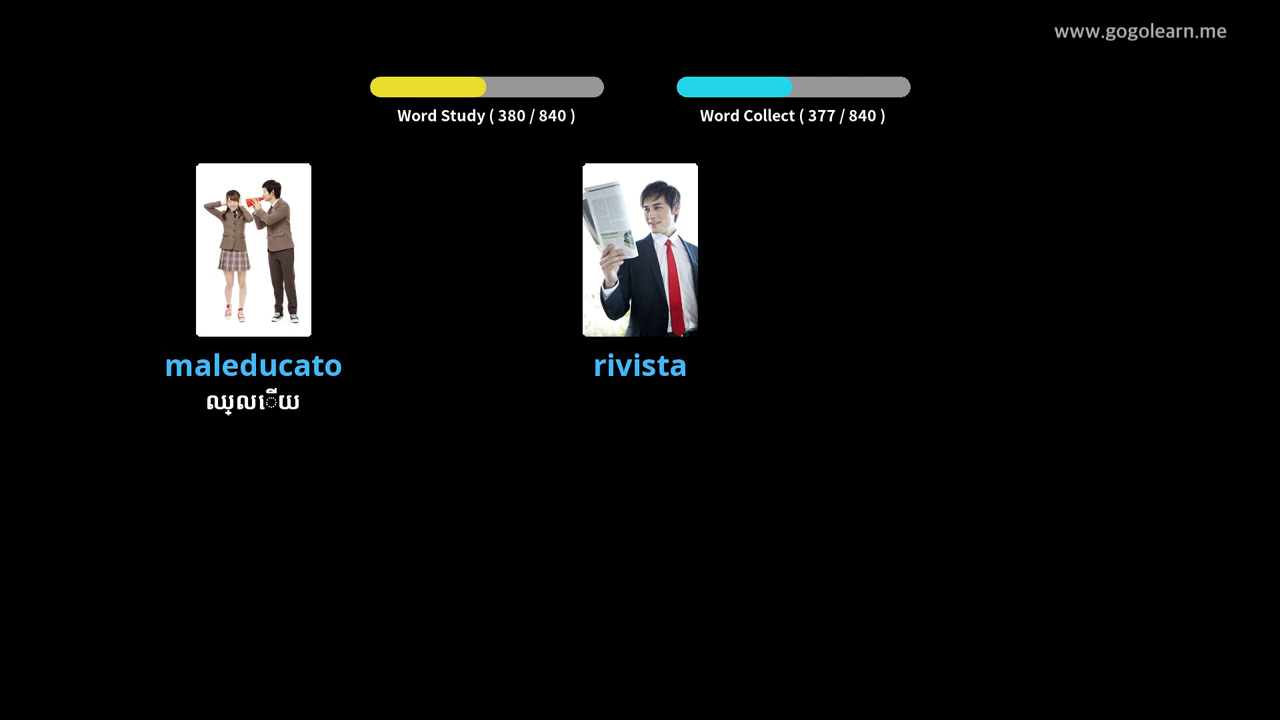 www.gogolearn.me
Word Study ( 380 / 840 )
Word Collect ( 377 / 840 )
maleducato
ឈ្លើយ
rivista